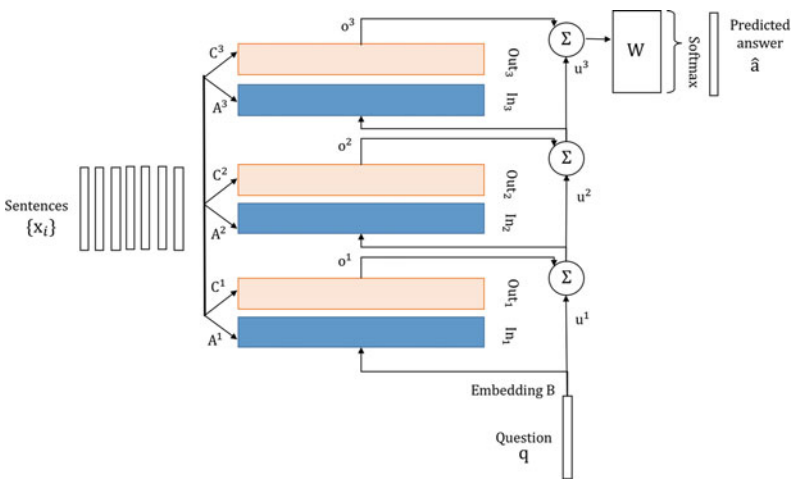 o³
C³
Out₃
Σ
W
Softmax
Predicted
answer
â
u³
A³
In₃
o²
C²
Out₂
Σ
Sentences
{xᵢ}
A²
In₂
u²
o¹
C¹
Out₁
Σ
A¹
In₁
u¹
Embedding B
Question
q